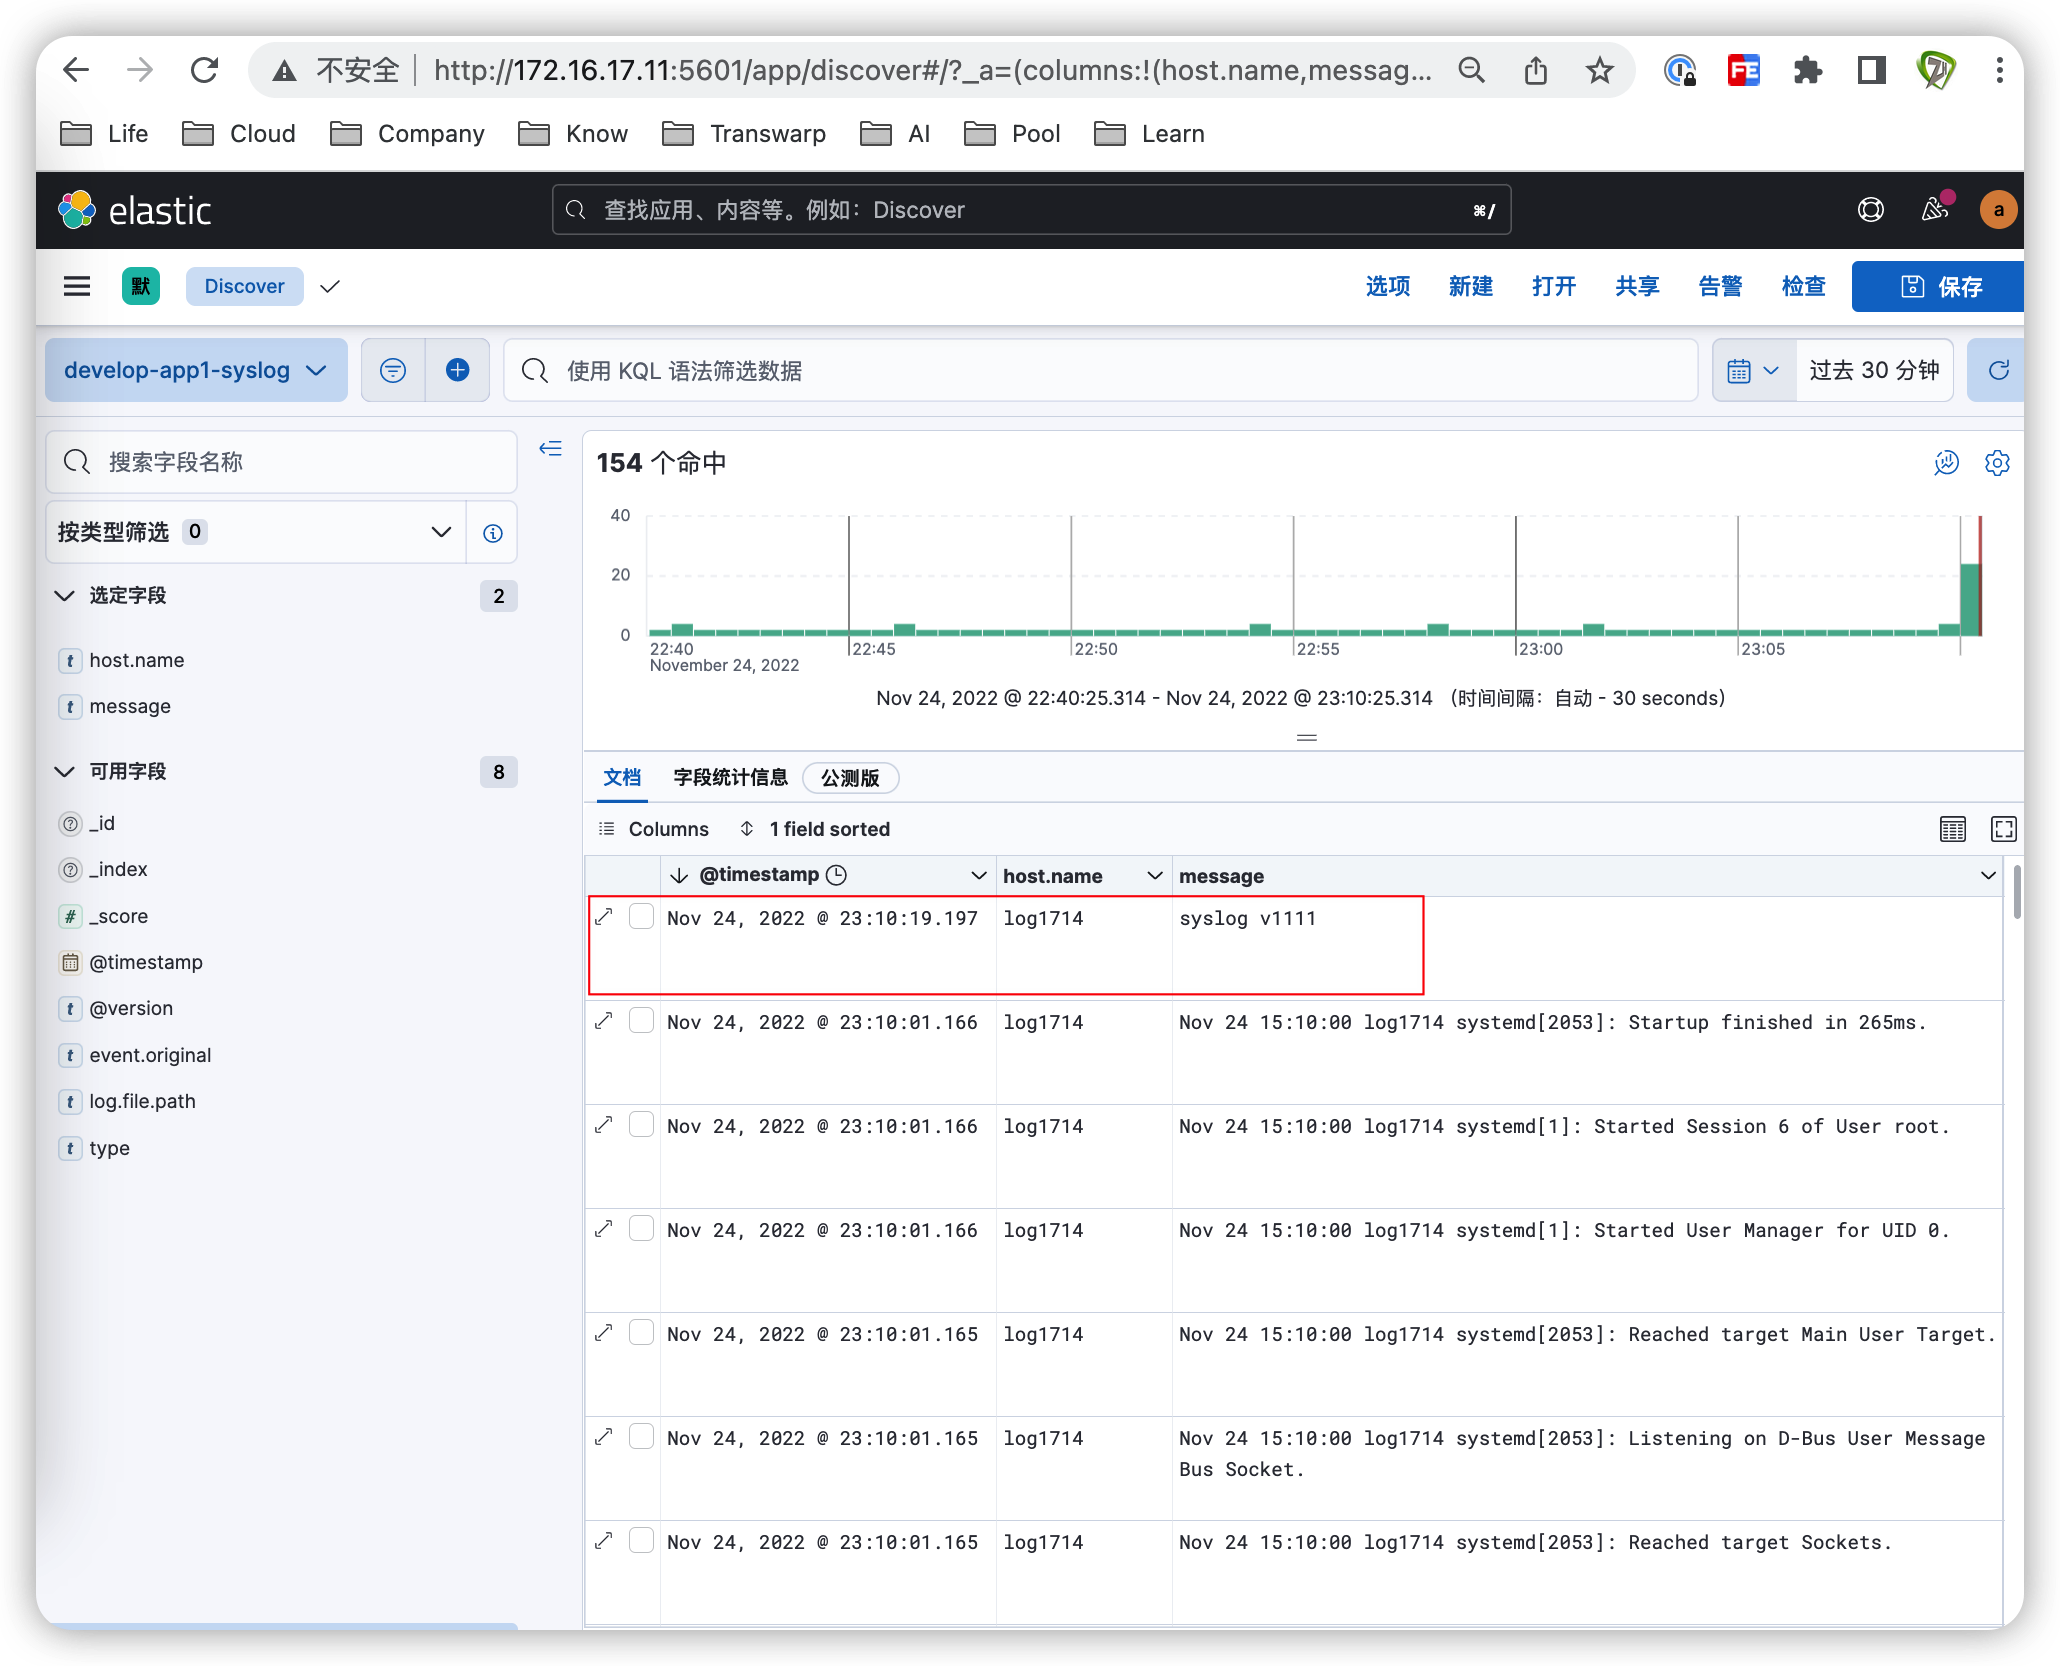 不安全 http://172.16.17.11:5601/app/discover#/?_a=(columns:!(host.name,messag...
Life Cloud Company Know Transwarp AI Pool Learn
elastic 查找应用、内容等。例如：Discover ⌘/ a
默 Discover 选项 新建 打开 共享 告警 检查 保存
develop-app1-syslog 使用 KQL 语法筛选数据 过去 30 分钟
搜索字段名称
按类型筛选 0
选定字段 2
t host.name
t message
可用字段 8
_id
_index
# _score
@timestamp
t @version
t event.original
t log.file.path
t type
154 个命中
40
20
0
22:40 22:45 22:50 22:55 23:00 23:05
November 24, 2022
Nov 24, 2022 @ 22:40:25.314 - Nov 24, 2022 @ 23:10:25.314 （时间间隔：自动 - 30 seconds）
文档 字段统计信息 公测版
Columns 1 field sorted
@timestamp host.name message
Nov 24, 2022 @ 23:10:19.197 log1714 syslog v1111
Nov 24, 2022 @ 23:10:01.166 log1714 Nov 24 15:10:00 log1714 systemd[2053]: Startup finished in 265ms.
Nov 24, 2022 @ 23:10:01.166 log1714 Nov 24 15:10:00 log1714 systemd[1]: Started Session 6 of User root.
Nov 24, 2022 @ 23:10:01.166 log1714 Nov 24 15:10:00 log1714 systemd[1]: Started User Manager for UID 0.
Nov 24, 2022 @ 23:10:01.165 log1714 Nov 24 15:10:00 log1714 systemd[2053]: Reached target Main User Target.
Nov 24, 2022 @ 23:10:01.165 log1714 Nov 24 15:10:00 log1714 systemd[2053]: Listening on D-Bus User Message
Bus Socket.
Nov 24, 2022 @ 23:10:01.165 log1714 Nov 24 15:10:00 log1714 systemd[2053]: Reached target Sockets.